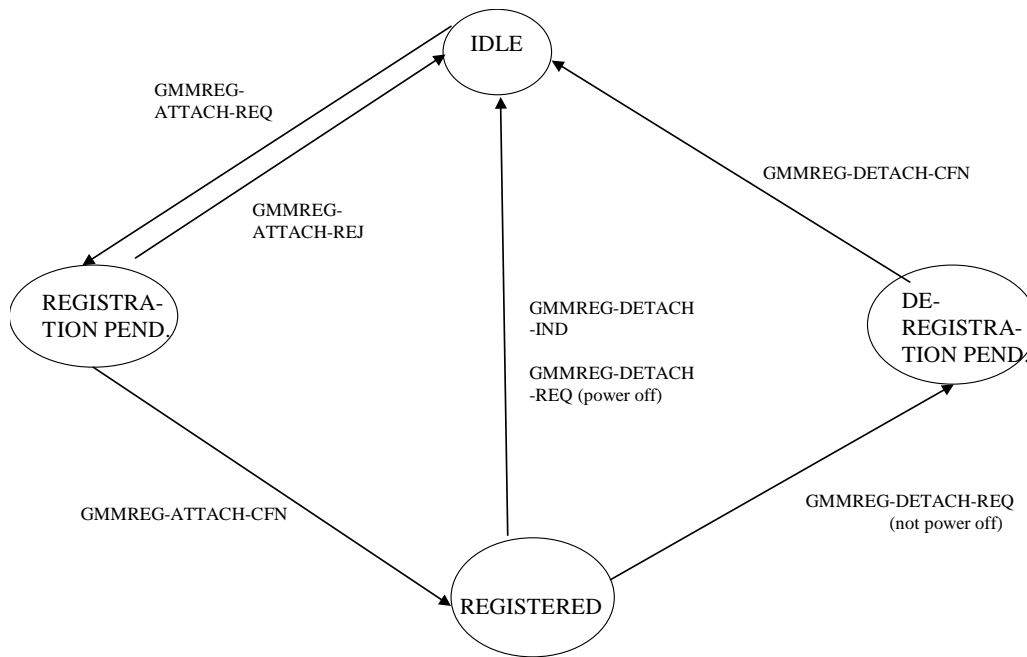 IDLE
GMMREG-
ATTACH-REQ
GMMREG-DETACH-CFN
GMMREG-
ATTACH-REJ
REGISTRA-
TION PEND.
GMMREG-DETACH
-IND
GMMREG-DETACH
-REQ (power off)
DE-
REGISTRA-
TION PEND.
GMMREG-ATTACH-CFN
GMMREG-DETACH-REQ
(not power off)
REGISTERED